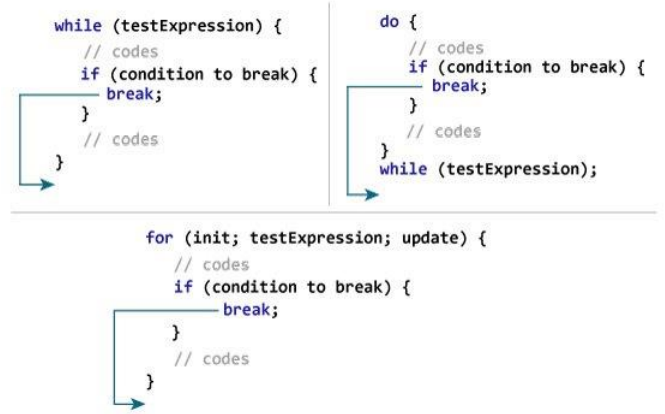 while (testExpression) {
// codes
if (condition to break) {
break;
}
// codes
}
do {
// codes
if (condition to break) {
break;
}
// codes
}
while (testExpression);
for (init; testExpression; update) {
// codes
if (condition to break) {
break;
}
// codes
}